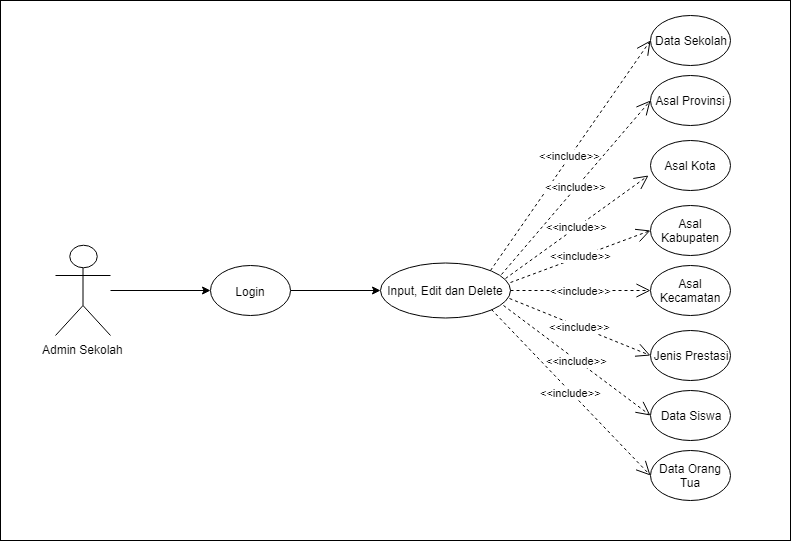 Data Sekolah
Asal Provinsi
<<include>>
<<include>>
Asal Kota
<<include>>
Asal
Kabupaten
<<include>>
Admin Sekolah
Login
Input, Edit dan Delete
<<include>>
Asal
Kecamatan
<<include>>
Jenis Prestasi
<<include>>
Data Siswa
<<include>>
Data Orang
Tua